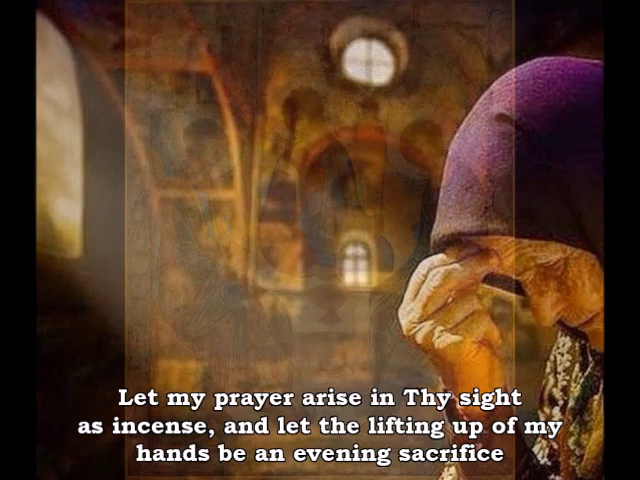 Let my prayer arise in Thy sight
as incense, and let the lifting up of my
hands be an evening sacrifice